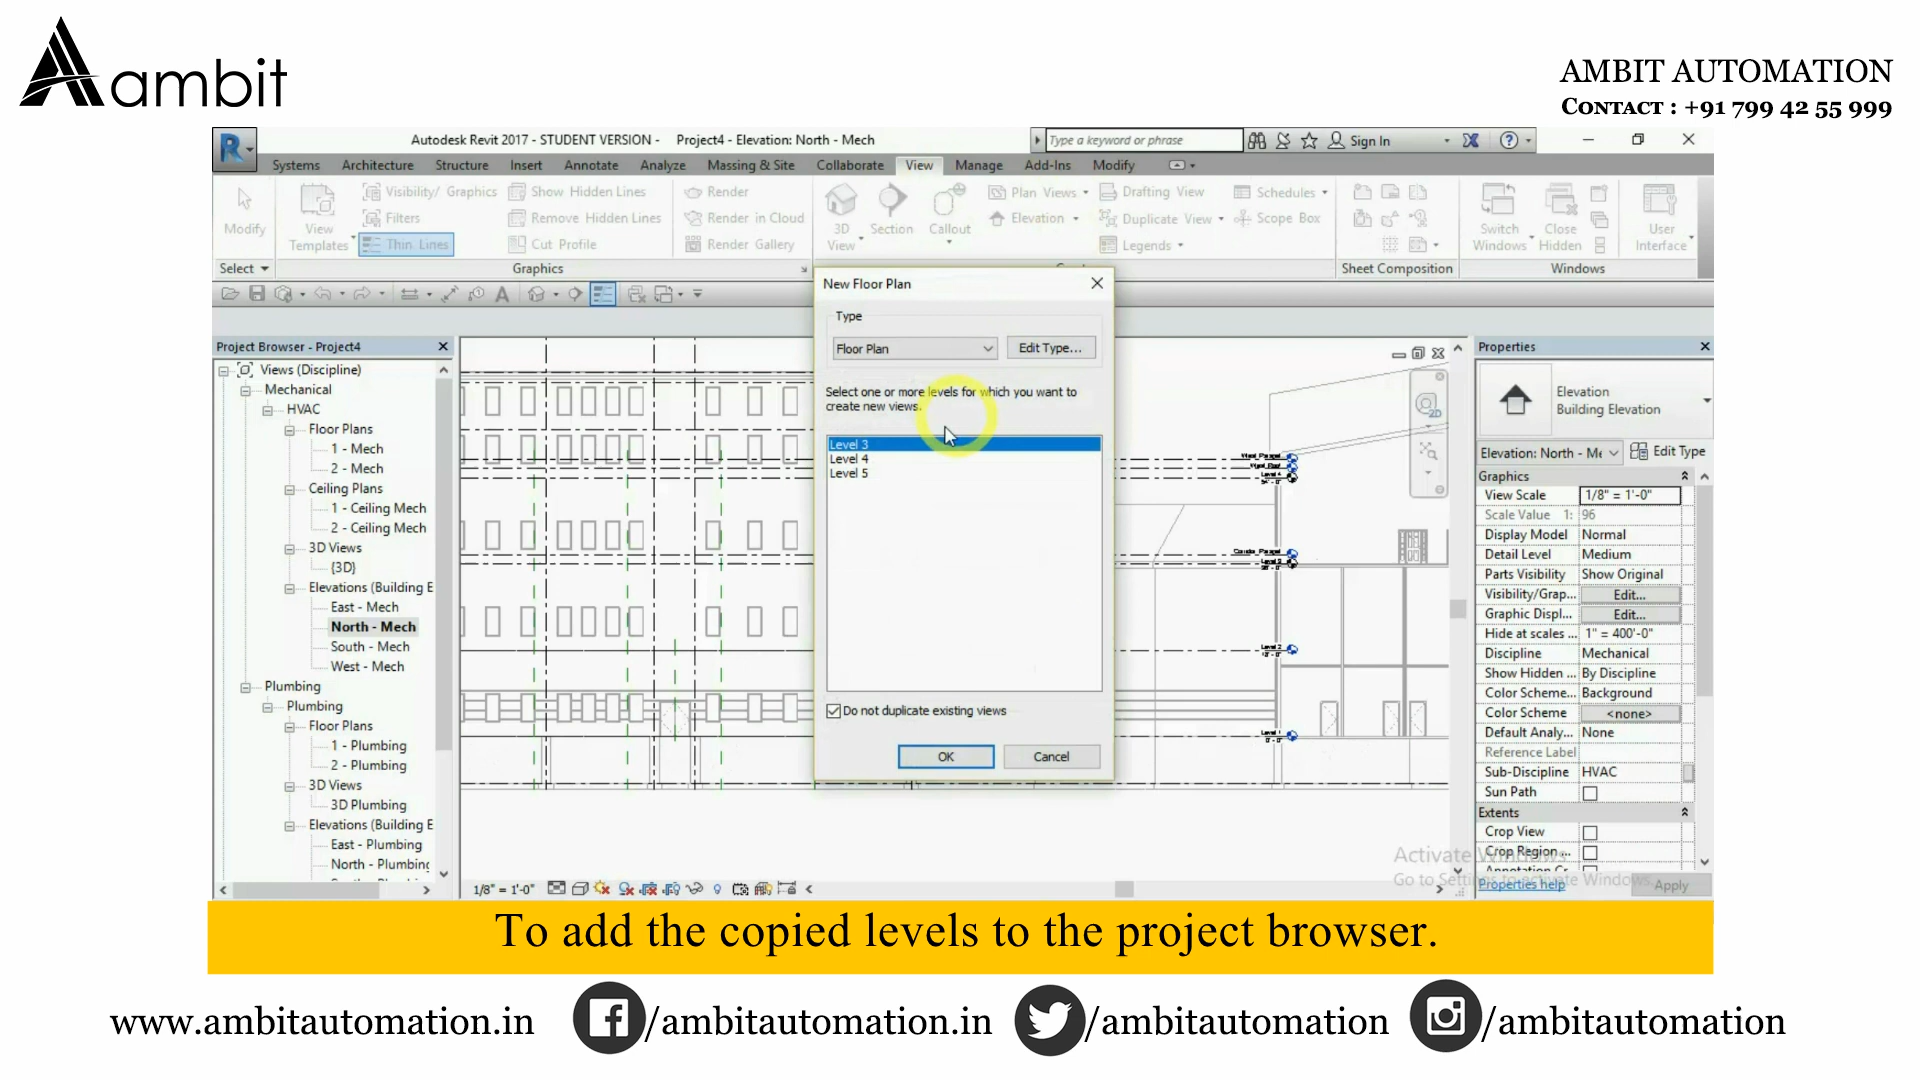 ambit
AMBIT AUTOMATION
CONTACT : +91 799 42 55 999
Autodesk Revit 2017 - STUDENT VERSION - Project4 - Elevation: North - Mech
Type a keyword or phrase
Sign In
Systems Architecture Structure Insert Annotate Analyze Massing & Site Collaborate View Manage Add-Ins Modify
Modify
View
Templates
Visibility/ Graphics
Filters
Thin Lines
Show Hidden Lines
Remove Hidden Lines
Cut Profile
Render
Render in Cloud
Render Gallery
3D
View
Section
Callout
Plan Views
Elevation
Drafting View
Duplicate View
Legends
Schedules
Scope Box
Switch
Windows
Close
Hidden
User
Interface
Select
Graphics
Sheet Composition
Windows
Project Browser - Project4
Views (Discipline)
Mechanical
HVAC
Floor Plans
1 - Mech
2 - Mech
Ceiling Plans
1 - Ceiling Mech
2 - Ceiling Mech
3D Views
{3D}
Elevations (Building E
East - Mech
North - Mech
South - Mech
West - Mech
Plumbing
Plumbing
Floor Plans
1 - Plumbing
2 - Plumbing
3D Views
3D Plumbing
Elevations (Building E
East - Plumbing
North - Plumbing
New Floor Plan
Type
Floor Plan
Edit Type...
Select one or more levels for which you want to
create new views.
Level 3
Level 4
Level 5
Do not duplicate existing views
OK
Cancel
2D
1/8" = 1'-0"
Properties
Elevation
Building Elevation
Elevation: North - Me
Edit Type
Graphics
View Scale 1/8" = 1'-0"
Scale Value 1: 96
Display Model Normal
Detail Level Medium
Parts Visibility Show Original
Visibility/Grap... Edit...
Graphic Displ... Edit...
Hide at scales ... 1" = 400'-0"
Discipline Mechanical
Show Hidden ... By Discipline
Color Scheme... Background
Color Scheme <none>
Default Analy... None
Reference Label
Sub-Discipline HVAC
Sun Path
Extents
Crop View
Crop Region ...
Properties help
Apply
Activate Windows
Go to Settings to activate Windows.
To add the copied levels to the project browser.
www.ambitautomation.in
/ambitautomation.in
/ambitautomation
/ambitautomation